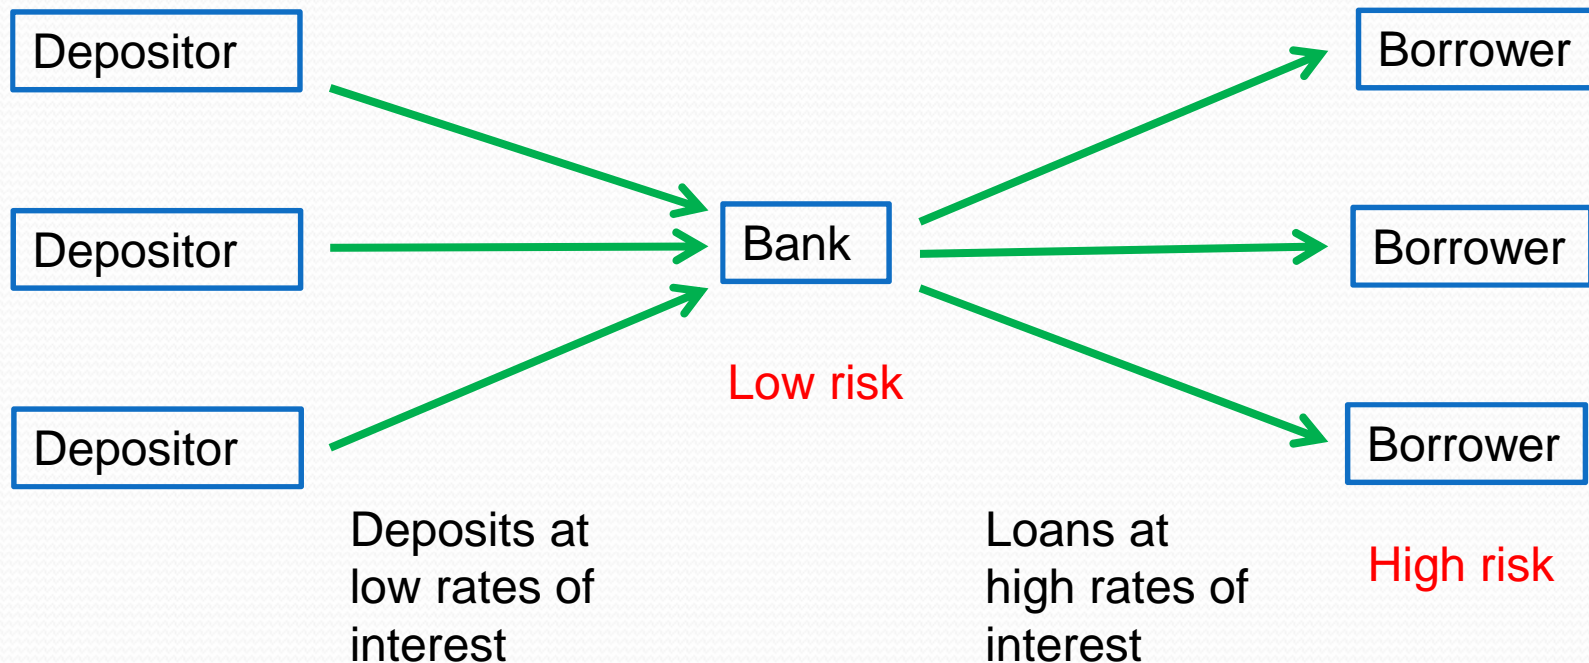 Depositor
Borrower
Depositor
Bank
Borrower
Low risk
Depositor
Borrower
Deposits at
low rates of
interest
Loans at
high rates of
interest
High risk